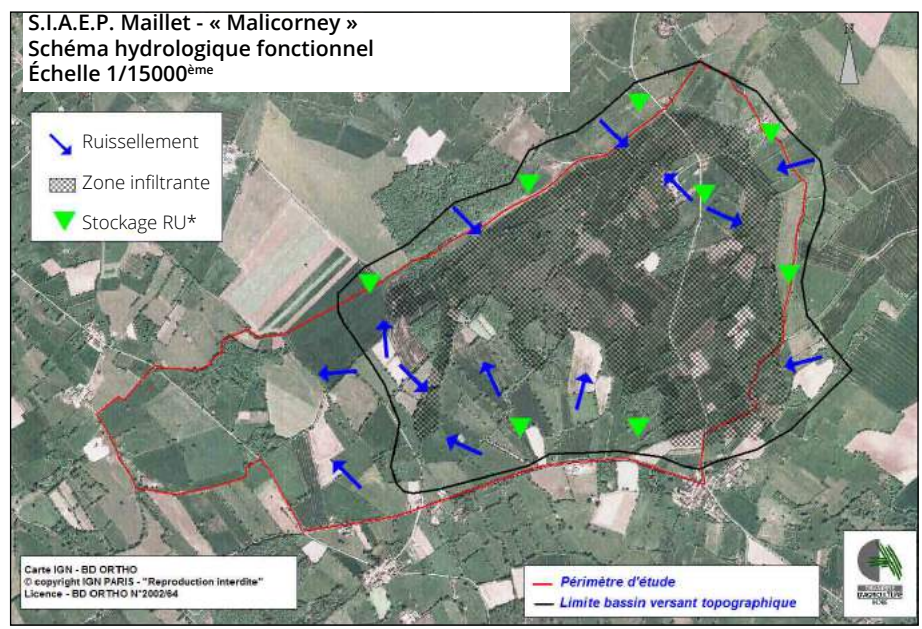 S.I.A.E.P. Maillet - « Malicorney »
Schéma hydrologique fonctionnel
Échelle 1/15000ème
N
Ruissellement
Zone infiltrante
Stockage RU*
Carte IGN - BD ORTHO
© copyright IGN PARIS - "Reproduction interdite"
Licence - BD ORTHO N°2002/64
Périmètre d'étude
Limite bassin versant topographique
D'AGRICULTURE